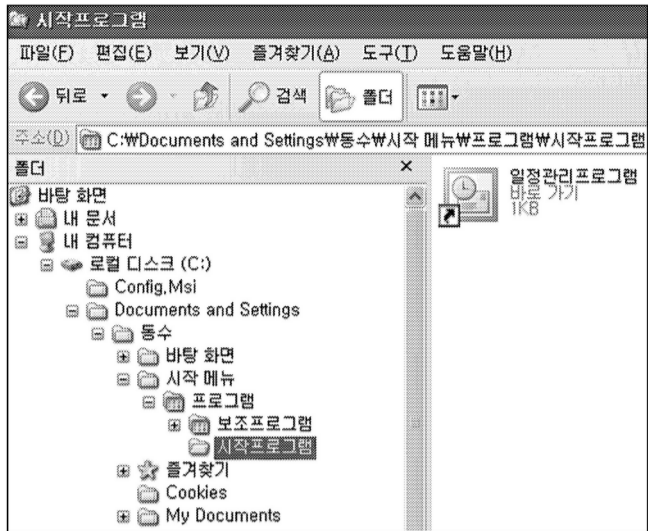 시작프로그램
파일(F) 편집(E) 보기(V) 즐겨찾기(A) 도구(T) 도움말(H)
뒤로 검색 폴더
주소(D) C:₩Documents and Settings₩동수₩시작 메뉴₩프로그램₩시작프로그램
폴더 ×
바탕 화면
내 문서
내 컴퓨터
로컬 디스크 (C:)
Config.Msi
Documents and Settings
동수
바탕 화면
시작 메뉴
프로그램
보조프로그램
시작프로그램
즐겨찾기
Cookies
My Documents
일정관리프로그램
바로 가기
1KB